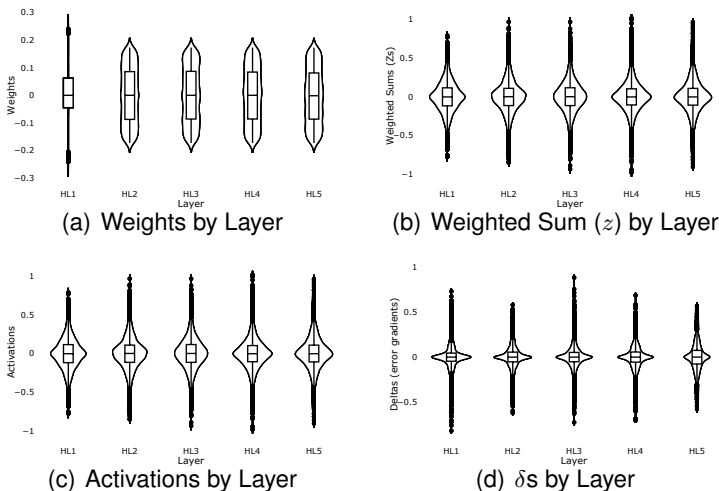 0.3
0.2
0.1
0
−0.1
−0.2
−0.3
Weights
HL1 HL2 HL3 HL4 HL5
Layer
(a) Weights by Layer
1
0.5
0
−0.5
−1
Weighted Sums (Zs)
HL1 HL2 HL3 HL4 HL5
Layer
(b) Weighted Sum (z) by Layer
1
0.5
0
−0.5
−1
Activations
HL1 HL2 HL3 HL4 HL5
Layer
(c) Activations by Layer
1
0.5
0
−0.5
Deltas (error gradients)
HL1 HL2 HL3 HL4 HL5
Layer
(d) δs by Layer